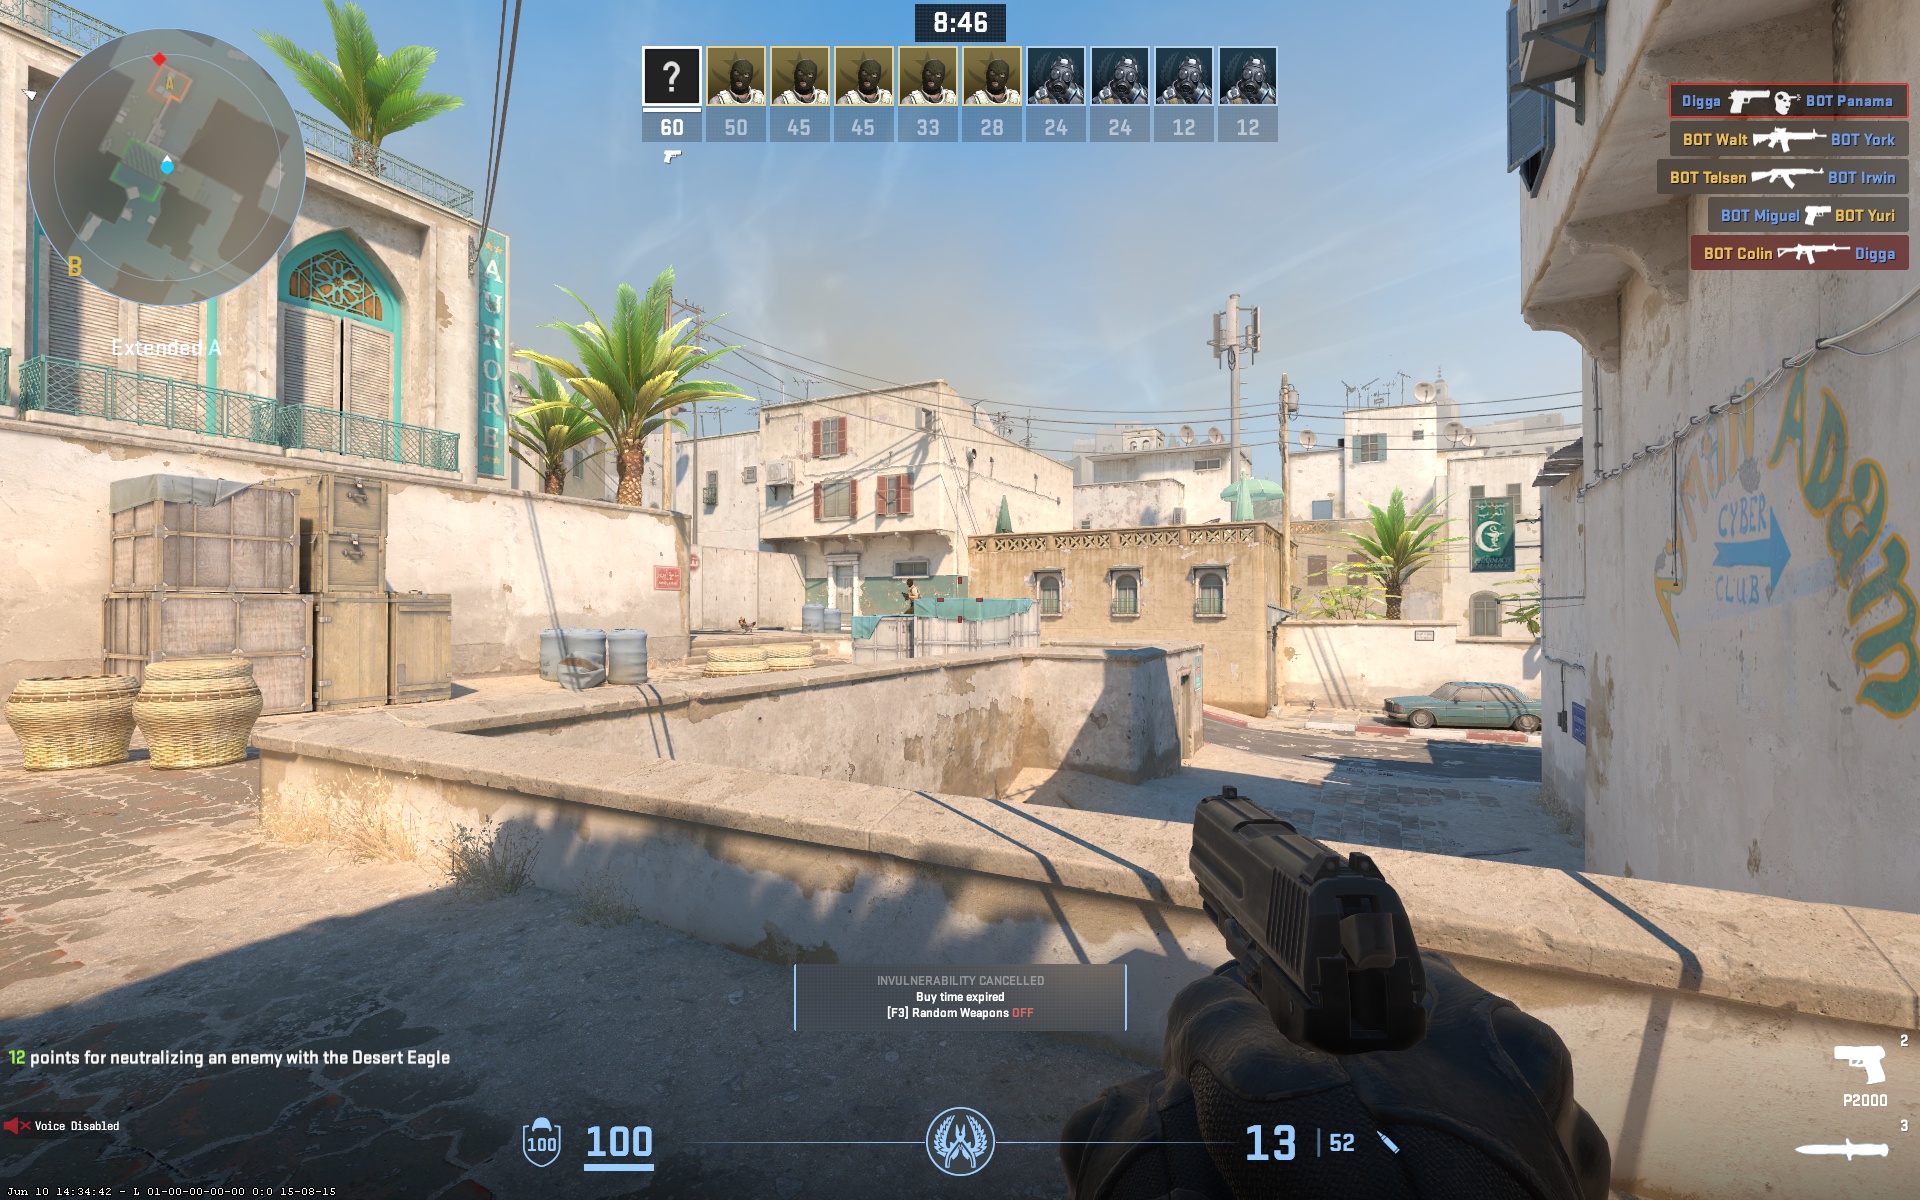 8:46
?
60 50 45 45 33 28 24 24 12 12
A
B
Extended A
Digga BOT Panama
BOT Walt BOT York
BOT Telsen BOT Irwin
BOT Miguel BOT Yuri
BOT Colin Digga
AURORE
CYBER
CLUB
Adam
INVULNERABILITY CANCELLED
Buy time expired
[F3] Random Weapons OFF
12 points for neutralizing an enemy with the Desert Eagle
Voice Disabled
100 100
13 52
2
P2000
3
Jun 10 14:34:42 - L 01-00-00-00-00 0:0 15-08-15